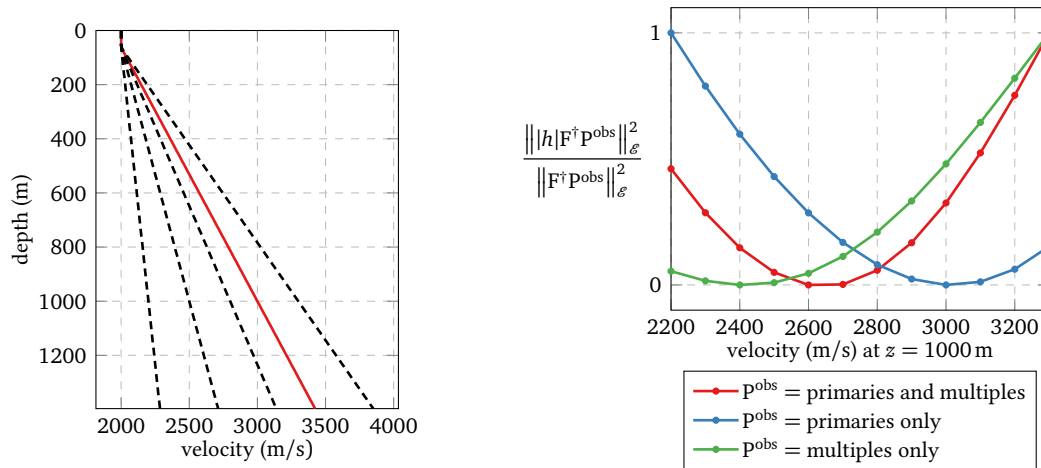 0
200
400
600
800
1000
1200
depth (m)
2000 2500 3000 3500 4000
velocity (m/s)
‖|h|F†Pobs‖²ℰ
‖F†Pobs‖²ℰ
1
0
2200 2400 2600 2800 3000 3200
velocity (m/s) at z = 1000 m
Pobs = primaries and multiples
Pobs = primaries only
Pobs = multiples only